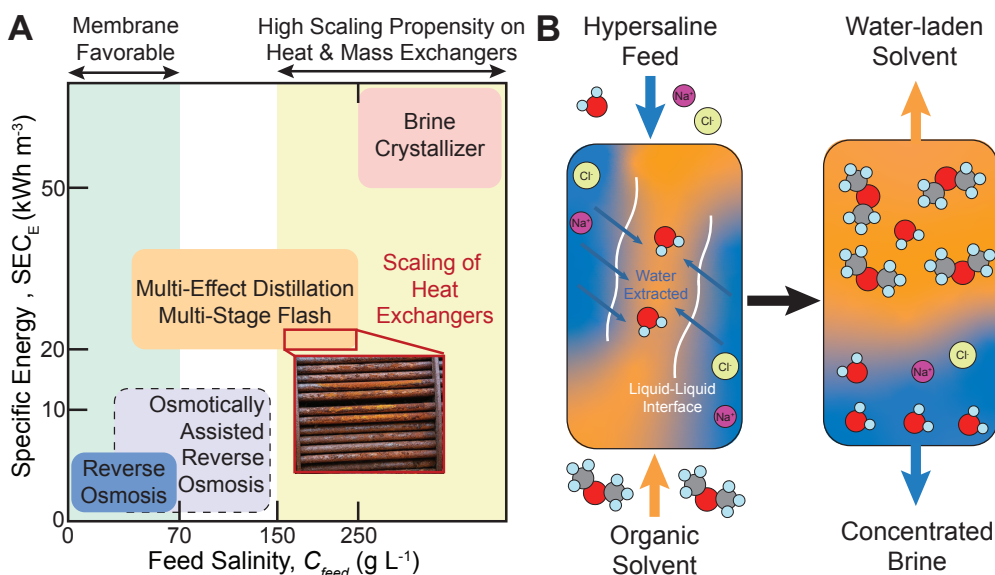 A
Membrane
Favorable
High Scaling Propensity on
Heat & Mass Exchangers
Specific Energy , SEC_E (kWh m⁻³)
50
20
10
0
Brine
Crystallizer
Multi-Effect Distillation
Multi-Stage Flash
Scaling of
Heat
Exchangers
Osmotically
Assisted
Reverse
Osmosis
Reverse
Osmosis
0
70
150
250
Feed Salinity, C_feed (g L⁻¹)
B
Hypersaline
Feed
Na⁺
Cl⁻
Cl⁻
Na⁺
Water
Extracted
Cl⁻
Liquid-Liquid
Interface
Na⁺
Organic
Solvent
Water-laden
Solvent
Cl⁻
Na⁺
Concentrated
Brine